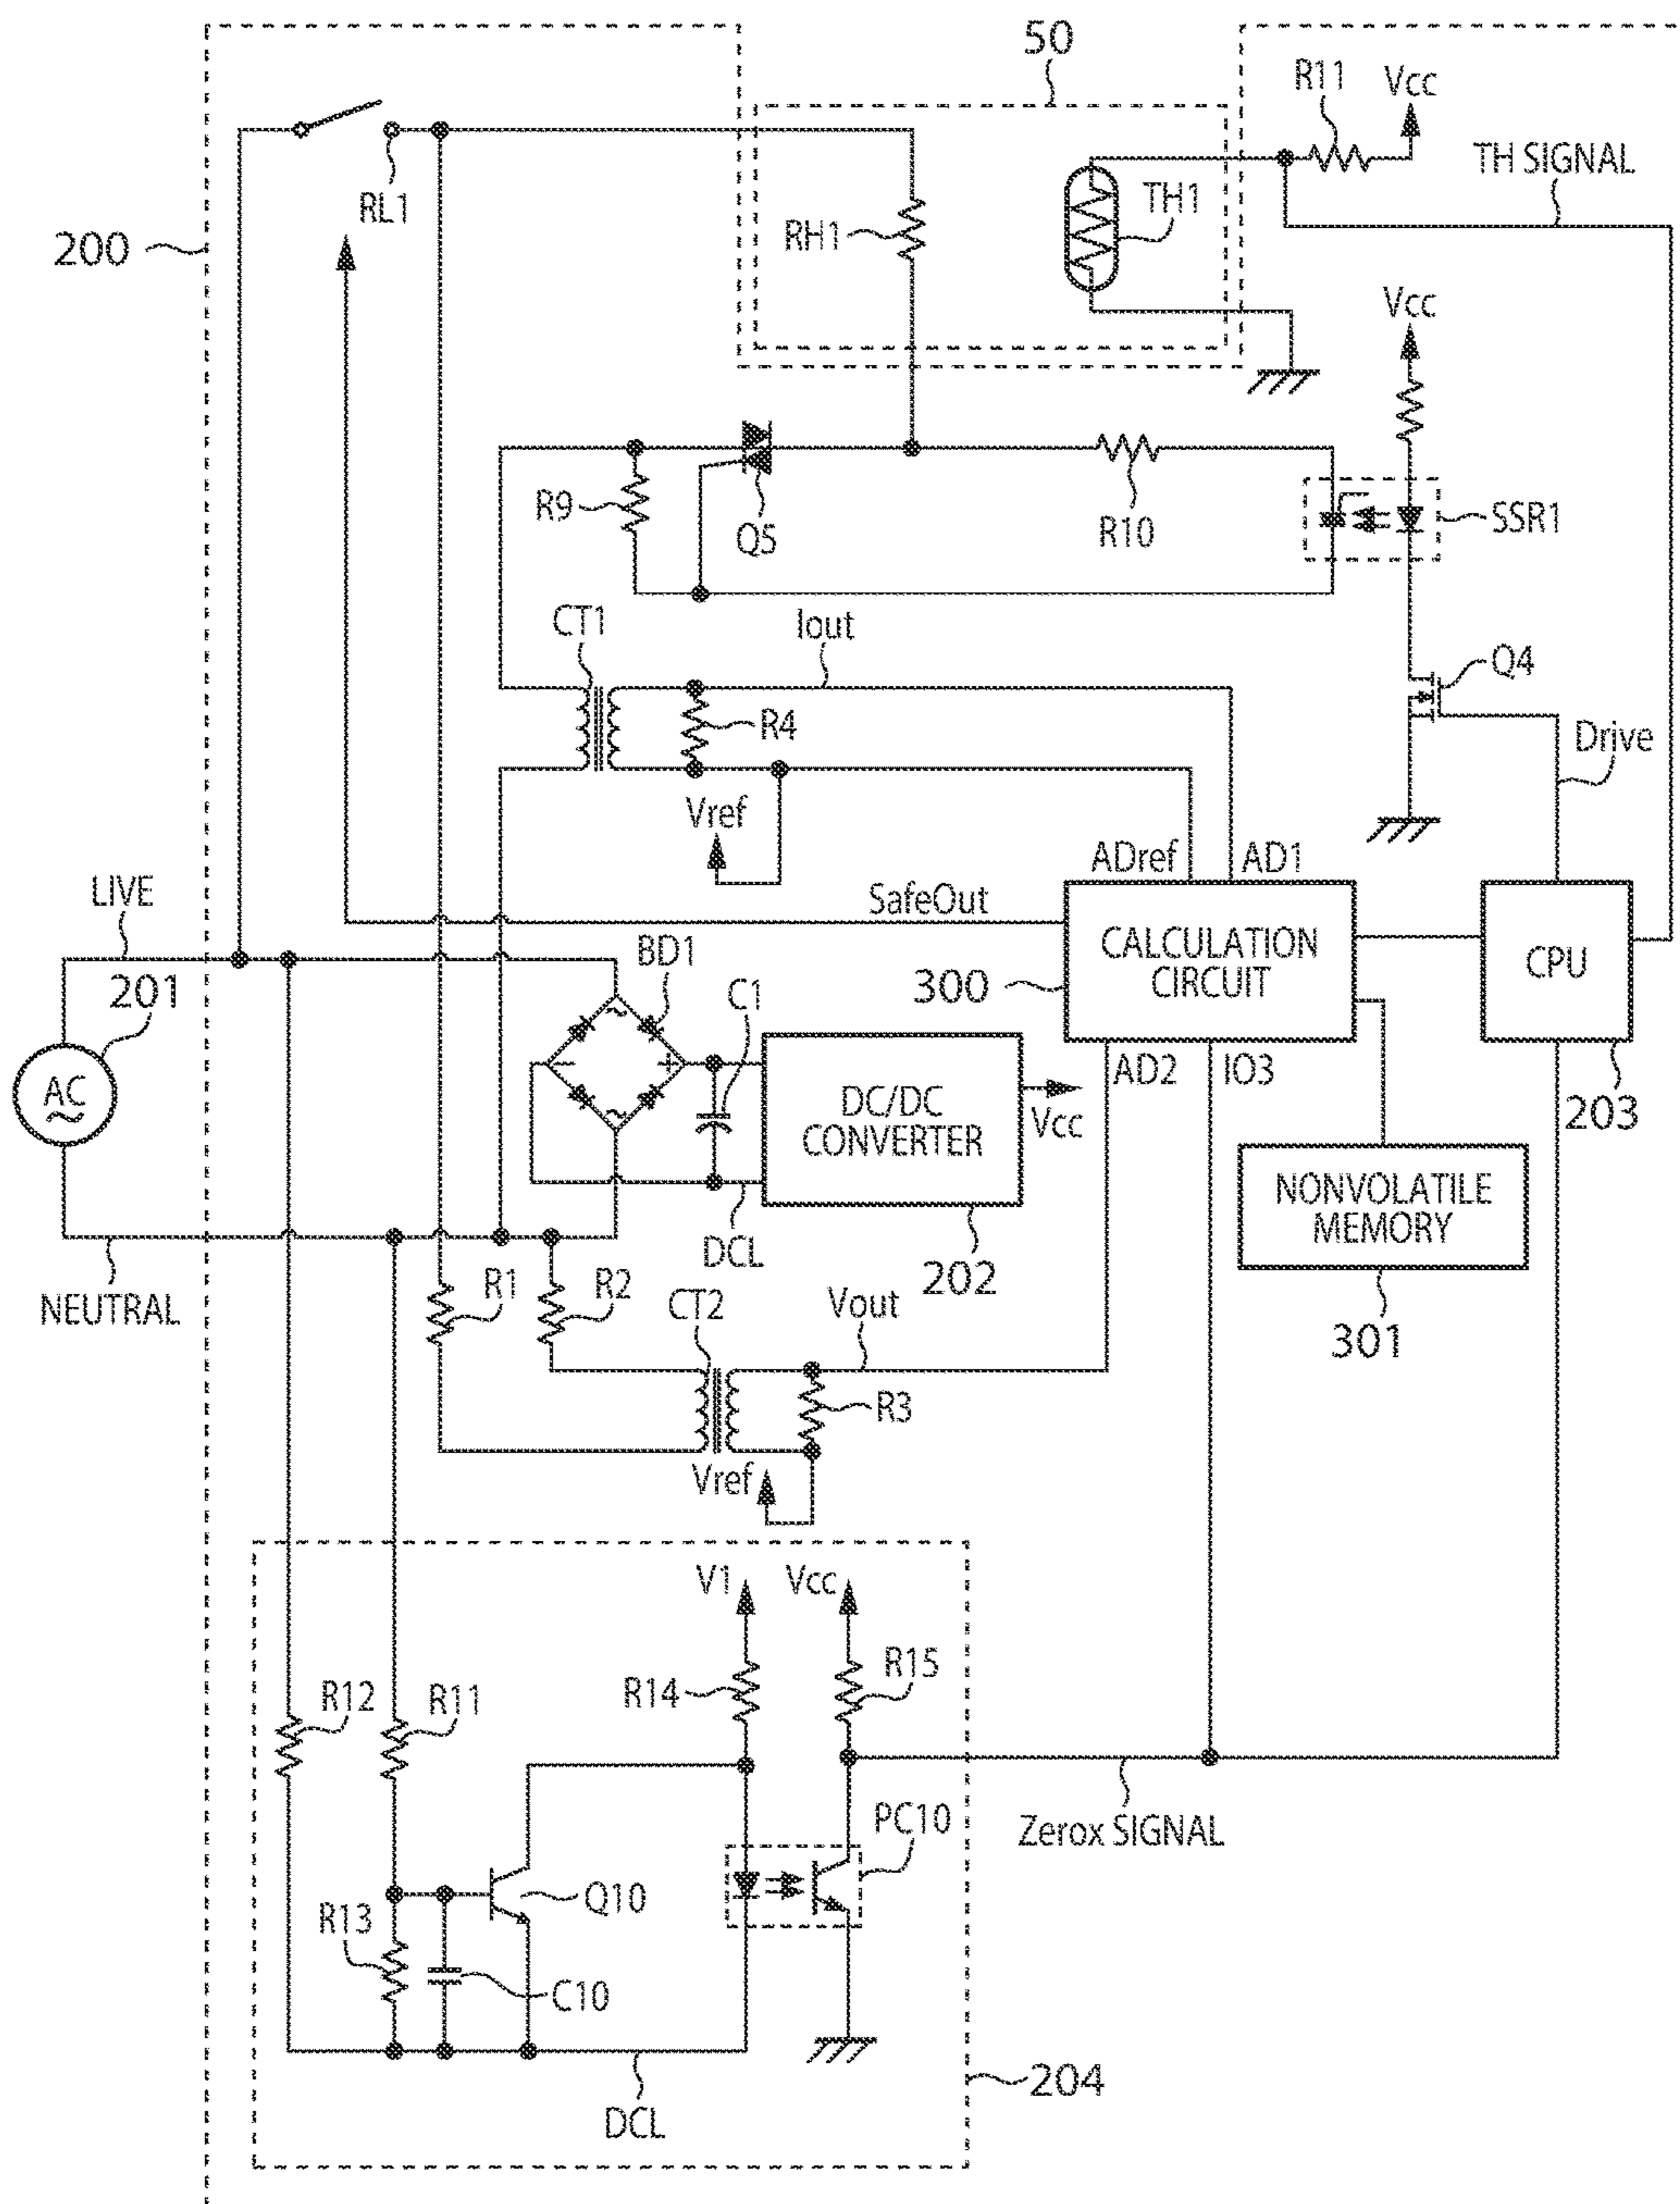 50
R11
Vcc
TH SIGNAL
RL1
200
RH1
TH1
Vcc
R9
Q5
R10
SSR1
CT1
Iout
Q4
R4
Drive
Vref
ADref
AD1
LIVE
SafeOut
201
BD1
CALCULATION
CIRCUIT
CPU
300
C1
AC
~
~
−
+
~
DC/DC
CONVERTER
Vcc
AD2
IO3
203
NONVOLATILE
MEMORY
DCL
202
NEUTRAL
R1
R2
CT2
Vout
301
R3
Vref
V1
Vcc
R12
R11
R14
R15
PC10
Zerox SIGNAL
Q10
R13
C10
204
DCL